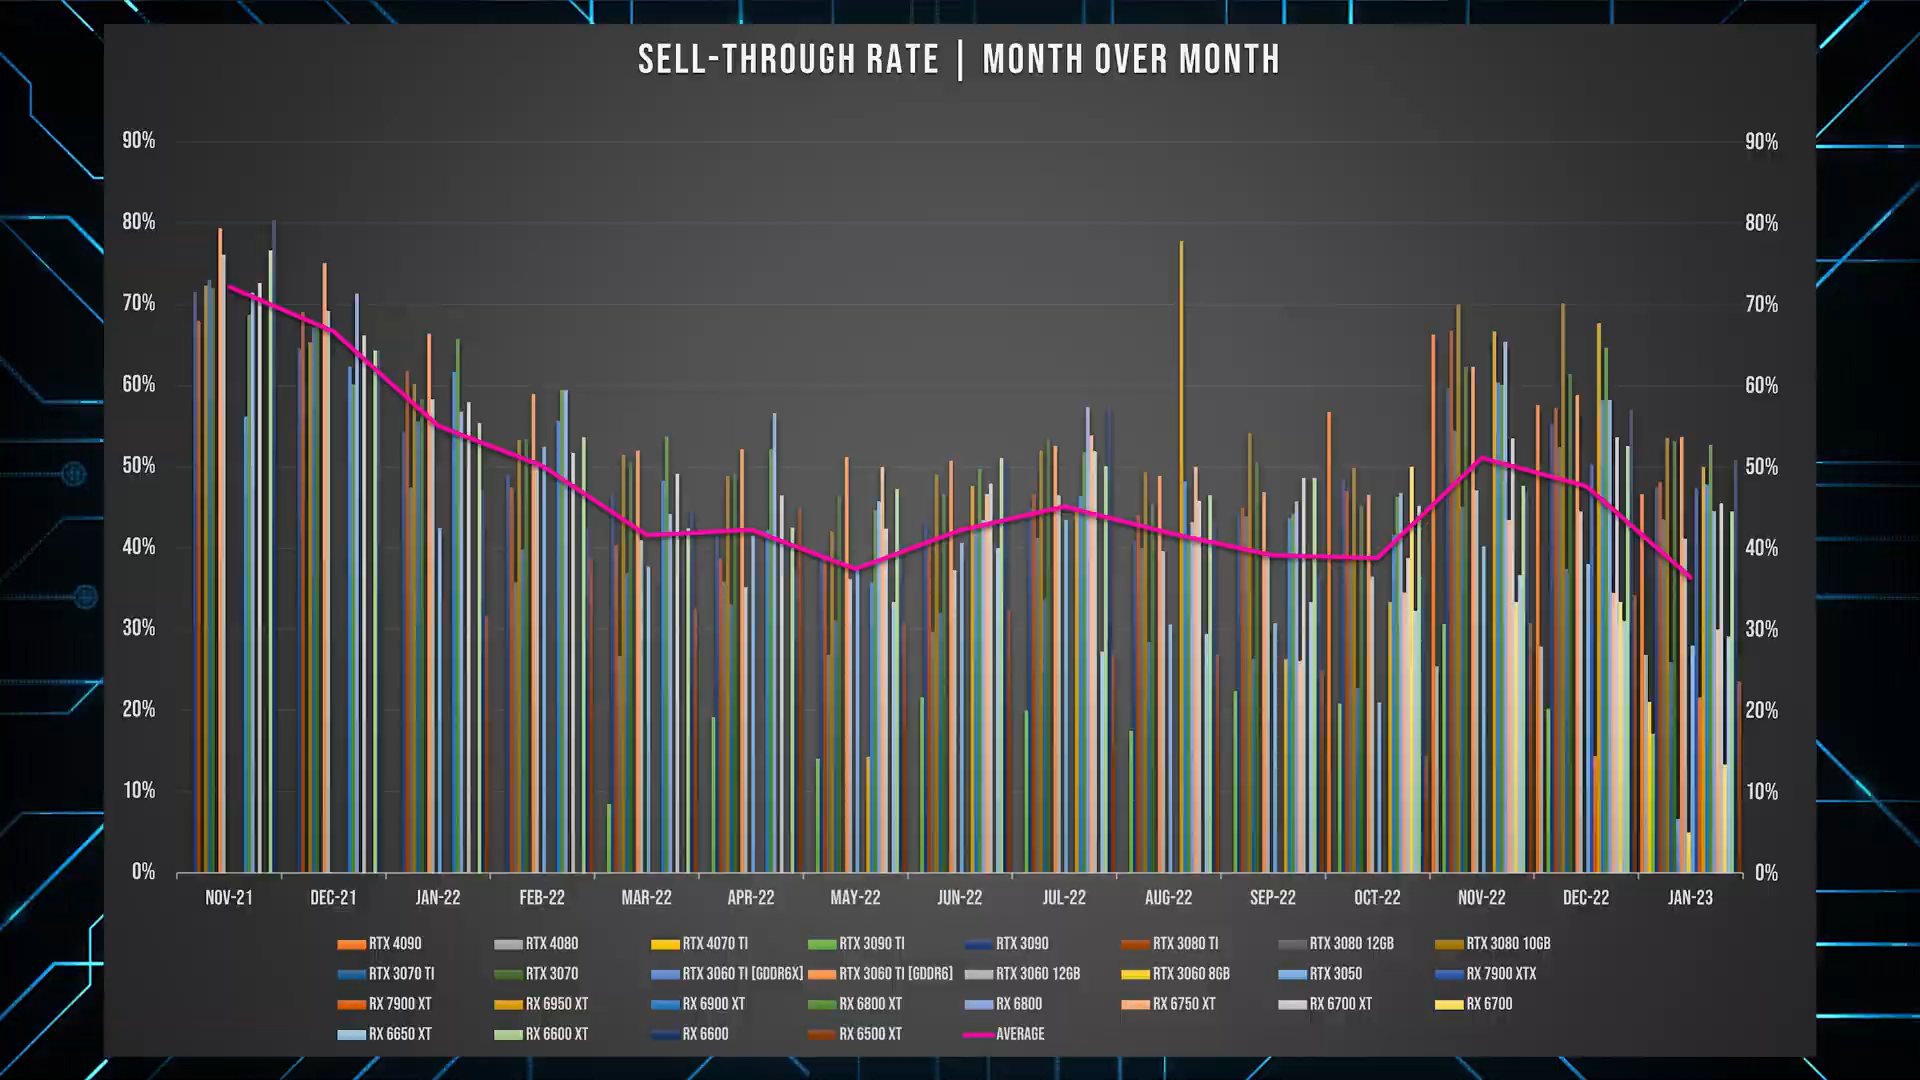 SELL-THROUGH RATE | MONTH OVER MONTH
90% 90%
80% 80%
70% 70%
60% 60%
50% 50%
40% 40%
30% 30%
20% 20%
10% 10%
0% 0%
NOV-21 DEC-21 JAN-22 FEB-22 MAR-22 APR-22 MAY-22 JUN-22 JUL-22 AUG-22 SEP-22 OCT-22 NOV-22 DEC-22 JAN-23
RTX 4090 RTX 4080 RTX 4070 TI RTX 3090 TI RTX 3090 RTX 3080 TI RTX 3080 12GB RTX 3080 10GB
RTX 3070 TI RTX 3070 RTX 3060 TI [GDDR6X] RTX 3060 TI [GDDR6] RTX 3060 12GB RTX 3060 8GB RTX 3050 RX 7900 XTX
RX 7900 XT RX 6950 XT RX 6900 XT RX 6800 XT RX 6800 RX 6750 XT RX 6700 XT RX 6700
RX 6650 XT RX 6600 XT RX 6600 RX 6500 XT AVERAGE